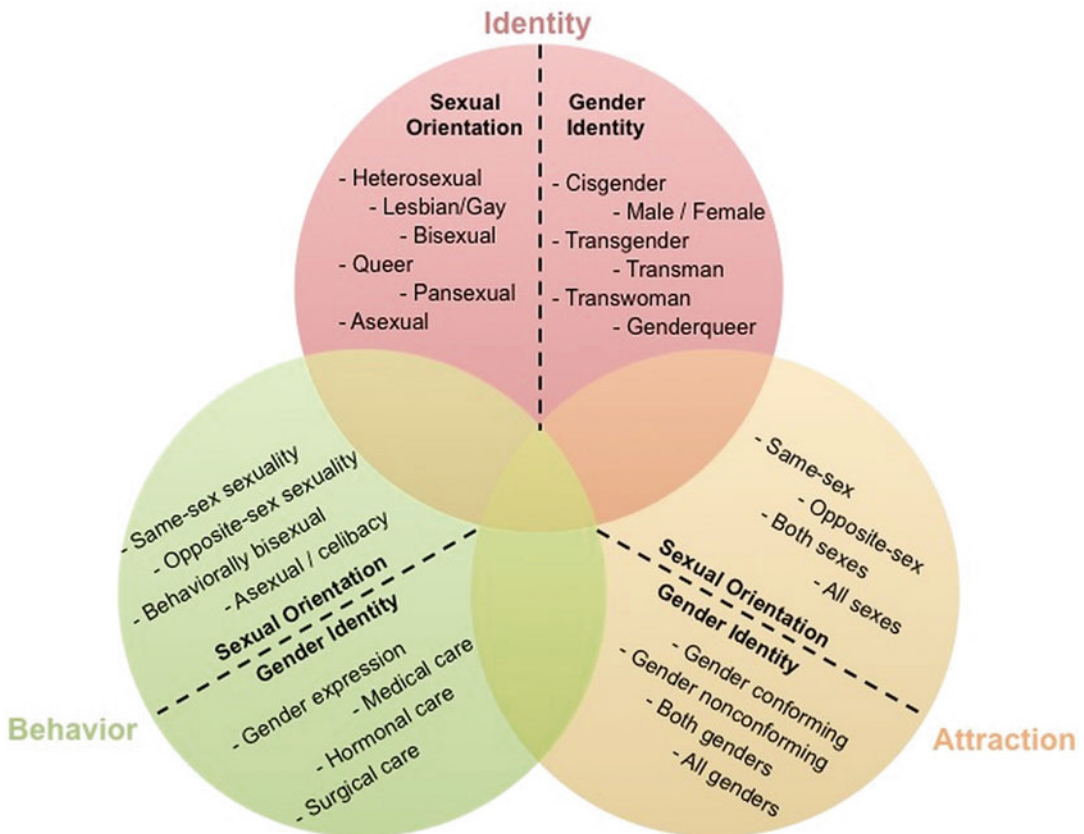 Identity
Sexual
Orientation
- Heterosexual
- Lesbian/Gay
- Bisexual
- Queer
- Pansexual
- Asexual
Gender
Identity
- Cisgender
- Male / Female
- Transgender
- Transman
- Transwoman
- Genderqueer
- Same-sex sexuality
- Opposite-sex sexuality
- Behaviorally bisexual
- Asexual / celibacy
Sexual Orientation
Gender Identity
- Gender expression
- Medical care
- Hormonal care
- Surgical care
Behavior
- Same-sex
- Opposite-sex
- Both sexes
- All sexes
Sexual Orientation
Gender Identity
- Gender conforming
- Gender nonconforming
- Both genders
- All genders
Attraction